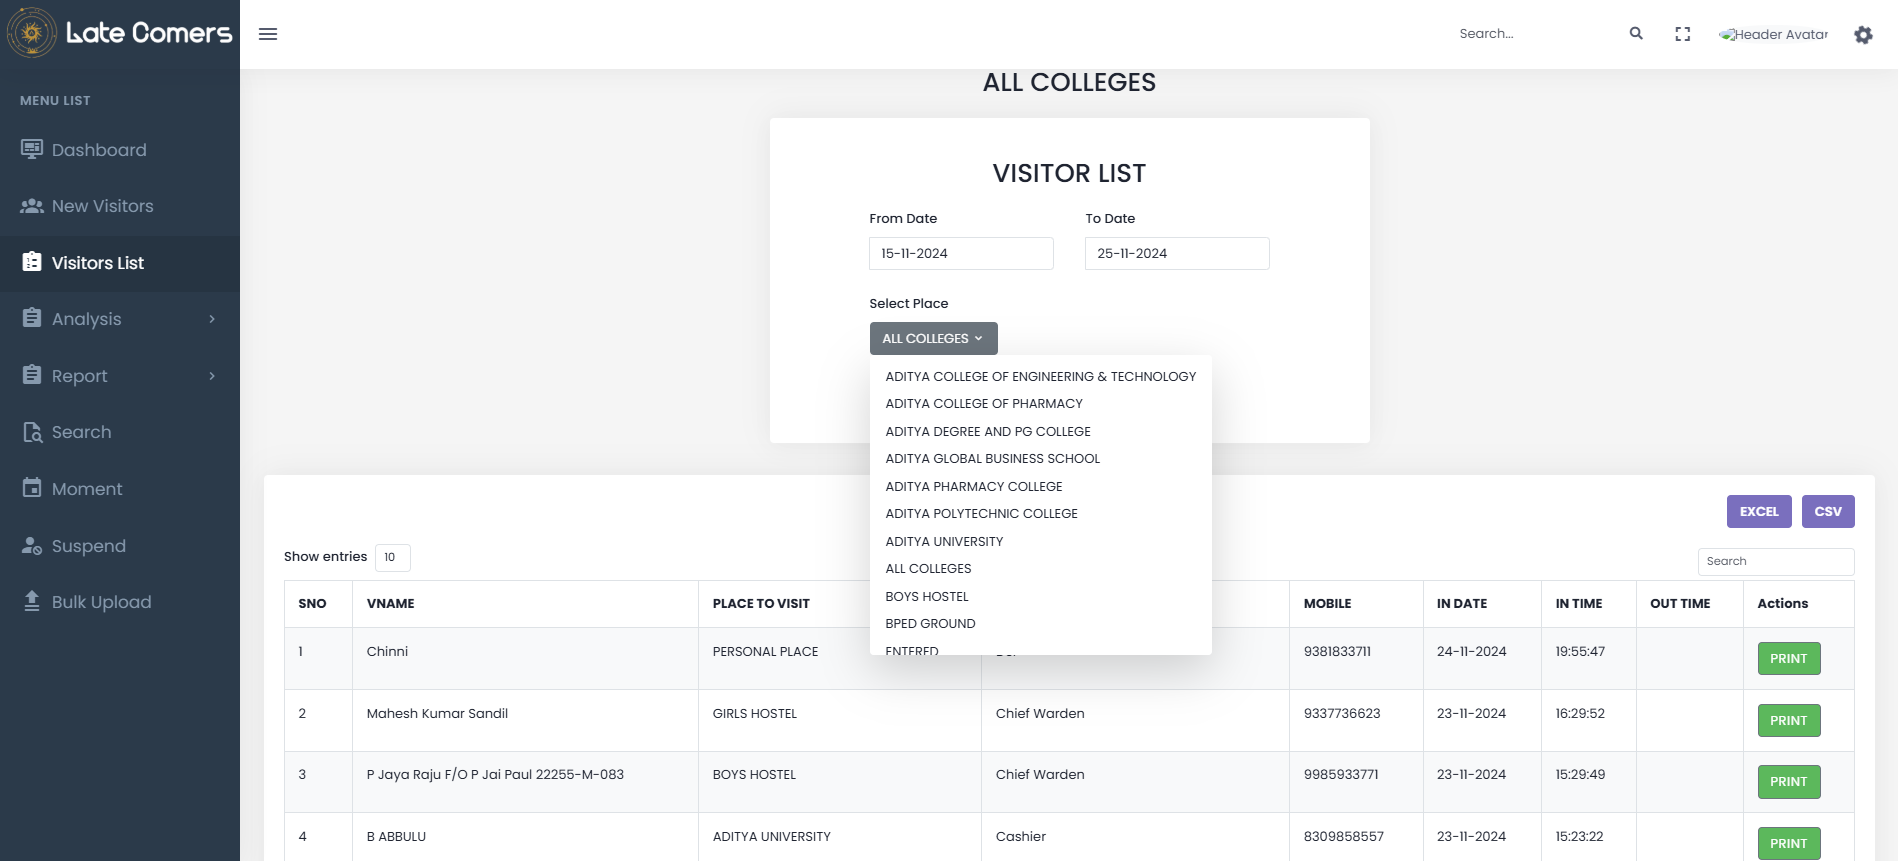 Late Comers
Search...
Header Avatar
MENU LIST
Dashboard
New Visitors
Visitors List
Analysis
Report
Search
Moment
Suspend
Bulk Upload
ALL COLLEGES
VISITOR LIST
From Date To Date
15-11-2024 25-11-2024
Select Place
ALL COLLEGES
ADITYA COLLEGE OF ENGINEERING & TECHNOLOGY
ADITYA COLLEGE OF PHARMACY
ADITYA DEGREE AND PG COLLEGE
ADITYA GLOBAL BUSINESS SCHOOL
ADITYA PHARMACY COLLEGE
ADITYA POLYTECHNIC COLLEGE
ADITYA UNIVERSITY
ALL COLLEGES
BOYS HOSTEL
BPED GROUND
ENTERED
EXCEL CSV
Show entries 10
Search
SNO VNAME PLACE TO VISIT MOBILE IN DATE IN TIME OUT TIME Actions
1 Chinni PERSONAL PLACE 9381833711 24-11-2024 19:55:47 PRINT
2 Mahesh Kumar Sandil GIRLS HOSTEL Chief Warden 9337736623 23-11-2024 16:29:52 PRINT
3 P Jaya Raju F/O P Jai Paul 22255-M-083 BOYS HOSTEL Chief Warden 9985933771 23-11-2024 15:29:49 PRINT
4 B ABBULU ADITYA UNIVERSITY Cashier 8309858557 23-11-2024 15:23:22 PRINT